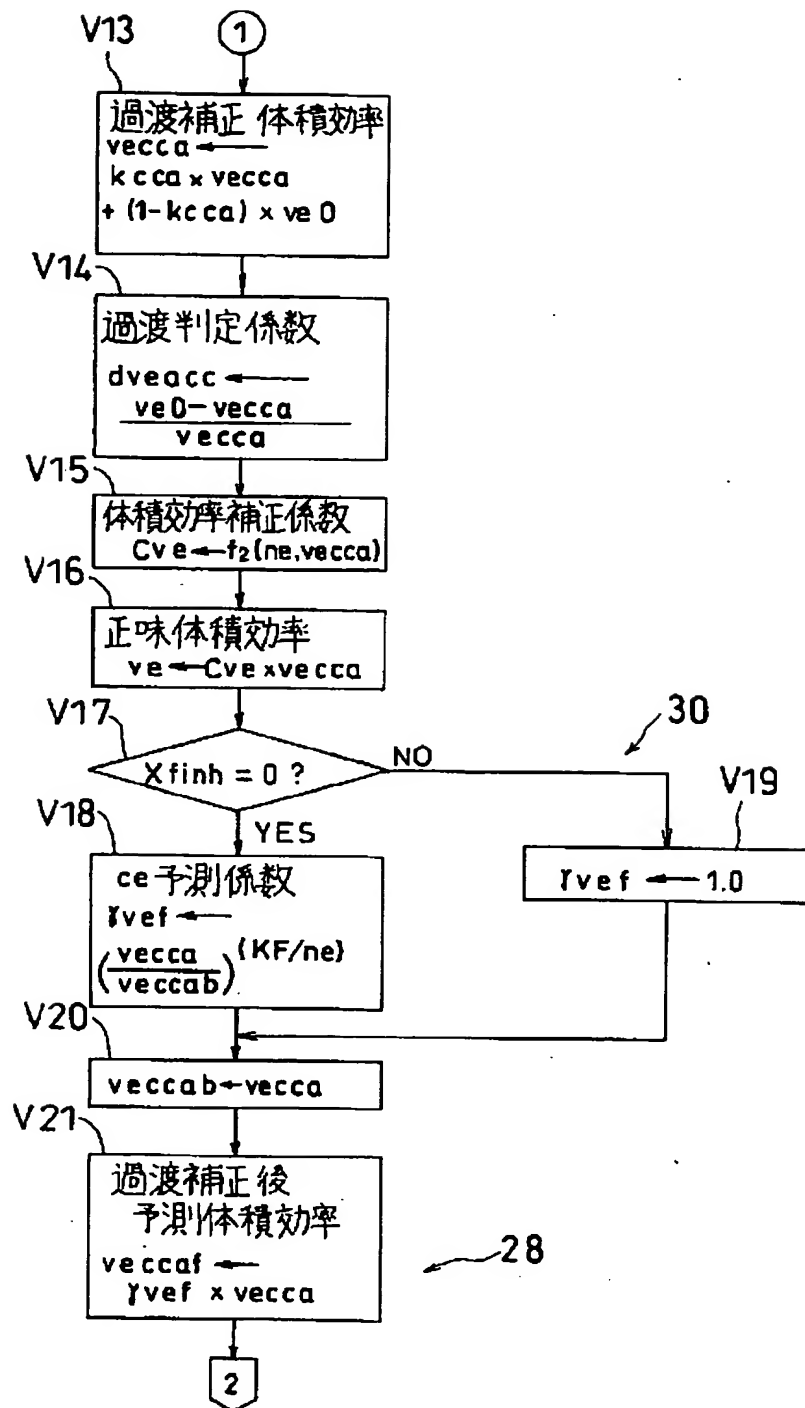 1
V13
過渡補正 体積効率
vecca ←
kcca × vecca
+ (1-kcca) × ve0
V14
過渡判定係数
dveacc ←
ve0-vecca
vecca
V15
体積効率補正係数
Cve ← f₂(ne,vecca)
V16
正味体積効率
ve ← Cve ×vecca
V17
Xfinh = 0 ?
NO
YES
30
V18
ce 予測係数
γvef ←
(vecca/veccab)(KF/ne)
V19
γvef ← 1.0
V20
veccab ← vecca
V21
過渡補正後
予測体積効率
veccaf ←
γvef × vecca
28
2